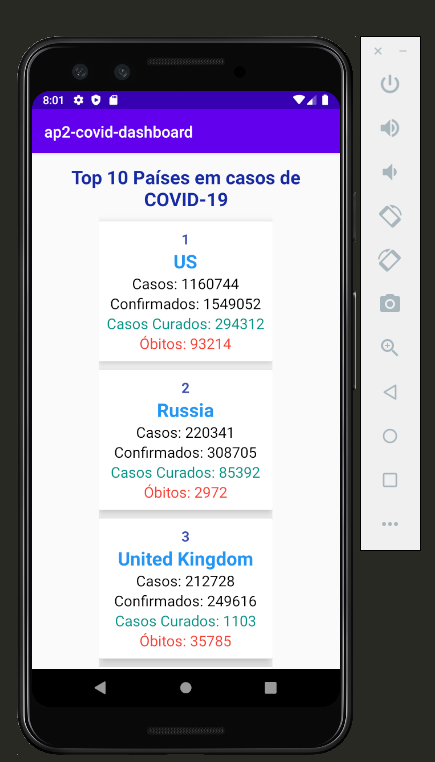 8:01
ap2-covid-dashboard
Top 10 Países em casos de
COVID-19
1
US
Casos: 1160744
Confirmados: 1549052
Casos Curados: 294312
Óbitos: 93214
2
Russia
Casos: 220341
Confirmados: 308705
Casos Curados: 85392
Óbitos: 2972
3
United Kingdom
Casos: 212728
Confirmados: 249616
Casos Curados: 1103
Óbitos: 35785